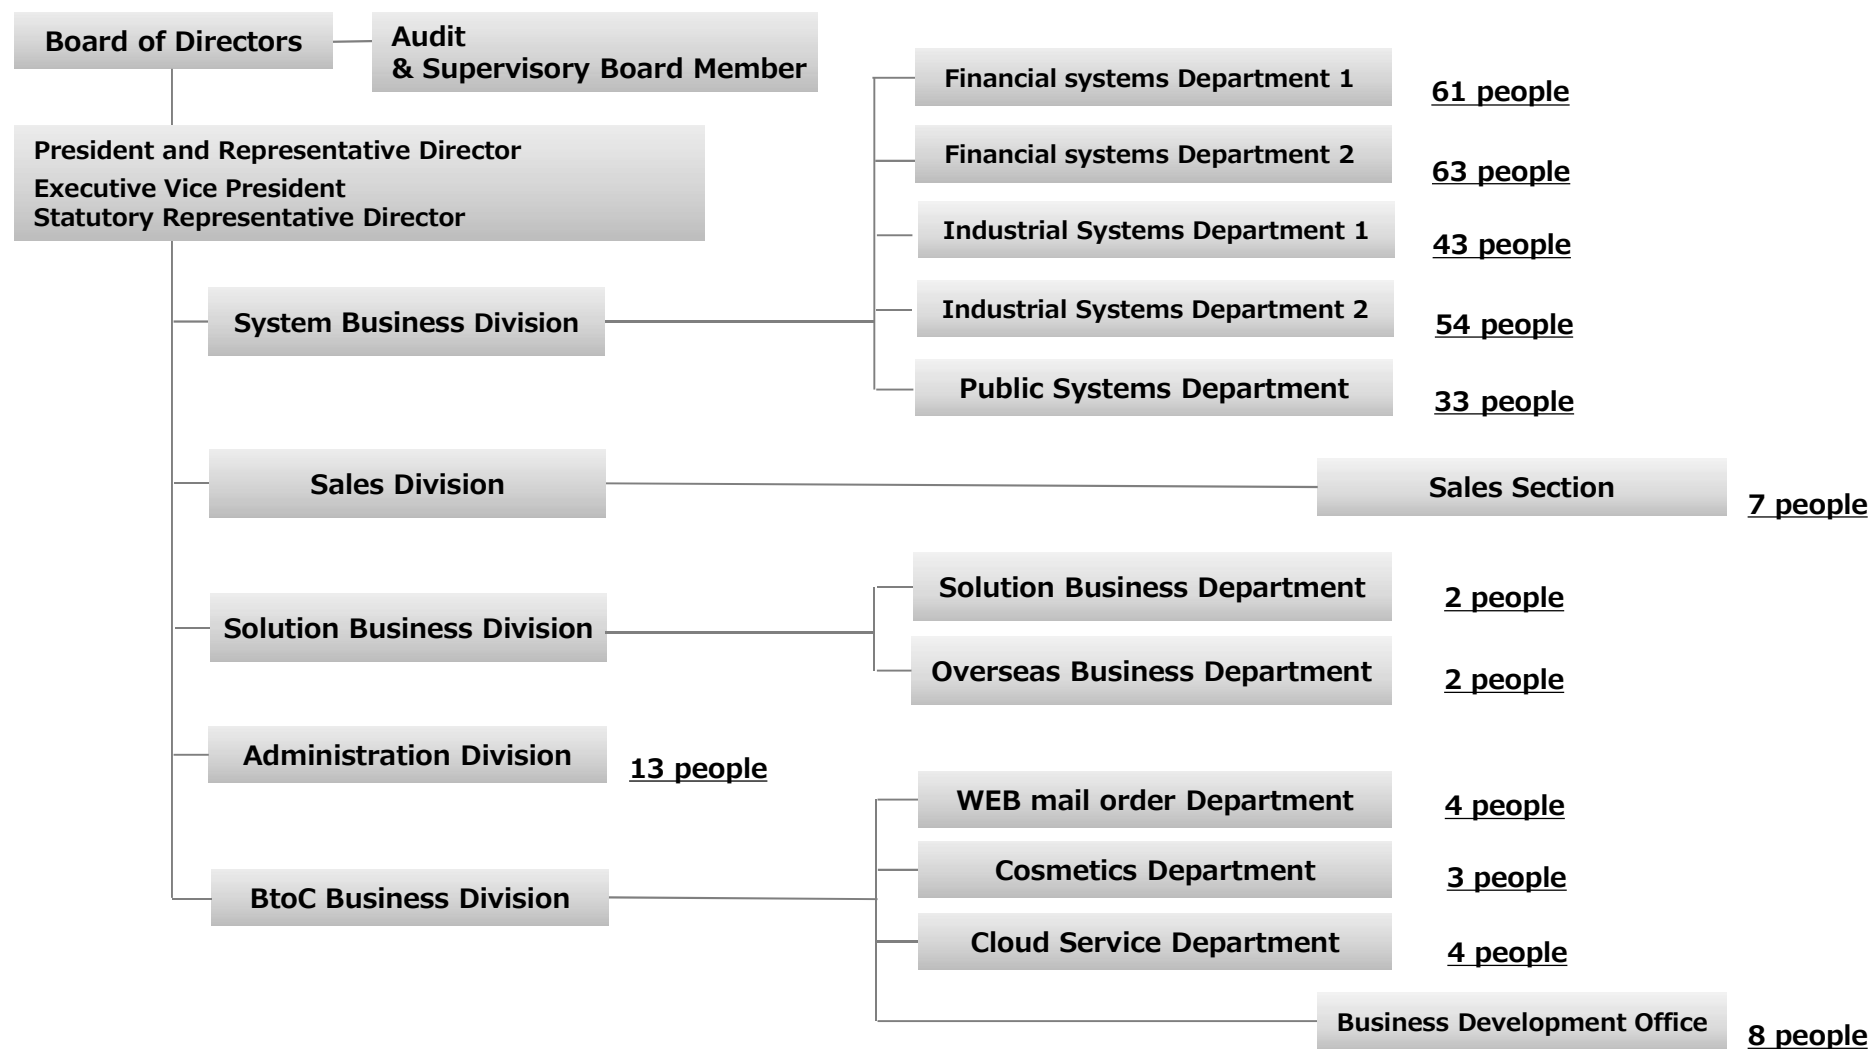 Board of Directors
Audit
& Supervisory Board Member
President and Representative Director
Executive Vice President
Statutory Representative Director
System Business Division
Financial systems Department 1
61 people
Financial systems Department 2
63 people
Industrial Systems Department 1
43 people
Industrial Systems Department 2
54 people
Public Systems Department
33 people
Sales Division
Sales Section
7 people
Solution Business Division
Solution Business Department
2 people
Overseas Business Department
2 people
Administration Division
13 people
BtoC Business Division
WEB mail order Department
4 people
Cosmetics Department
3 people
Cloud Service Department
4 people
Business Development Office
8 people